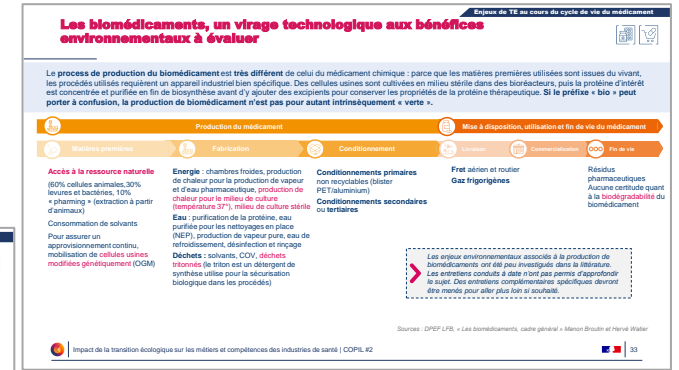 Enjeux de TE au cours du cycle de vie du médicament
Les biomédicaments, un virage technologique aux bénéfices
environnementaux à évaluer
Le process de production du biomédicament est très différent de celui du médicament chimique : parce que les matières premières utilisées sont issues du vivant,
les procédés utilisés requièrent un appareil industriel bien spécifique. Des cellules usines sont cultivées en milieu stérile dans des bioréacteurs, puis la protéine d'intérêt
est concentrée et purifiée en fin de biosynthèse avant d'y ajouter des excipients pour conserver les propriétés de la protéine thérapeutique. Si le préfixe « bio » peut
porter à confusion, la production de biomédicament n'est pas pour autant intrinsèquement « verte ».
Production du médicament
Mise à disposition, utilisation et fin de vie du médicament
Matières premières
Fabrication
Conditionnement
Livraison
Commercialisation
Fin de vie
Accès à la ressource naturelle
(60% cellules animales,30%
levures et bactéries, 10%
« pharming » (extraction à partir
d'animaux)
Consommation de solvants
Pour assurer un
approvisionnement continu,
mobilisation de cellules usines
modifiées génétiquement (OGM)
Energie : chambres froides, production
de chaleur pour la production de vapeur
et d'eau pharmaceutique, production de
chaleur pour le milieu de culture
(température 37°), milieu de culture stérile
Eau : purification de la protéine, eau
purifiée pour les nettoyages en place
(NEP), production de vapeur pure, eau de
refroidissement, désinfection et rinçage
Déchets : solvants, COV, déchets
tritonnés (le triton est un détergent de
synthèse utilise pour la sécurisation
biologique dans les procédés)
Conditionnements primaires
non recyclables (blister
PET/aluminium)
Conditionnements secondaires
ou tertiaires
Fret aérien et routier
Gaz frigorigènes
Résidus
pharmaceutiques
Aucune certitude quant
à la biodégradabilité du
biomédicament
Les enjeux environnementaux associés à la production de
biomédicaments ont été peu investigués dans la littérature.
Les entretiens conduits à date n'ont pas permis d'approfondir
le sujet. Des entretiens complémentaires spécifiques devront
être menés pour aller plus loin si souhaité.
Sources : DPEF LFB, « Les biomédicaments, cadre général » Manon Broutin et Hervé Watier
Impact de la transition écologique sur les métiers et compétences des industries de santé | COPIL #2
33